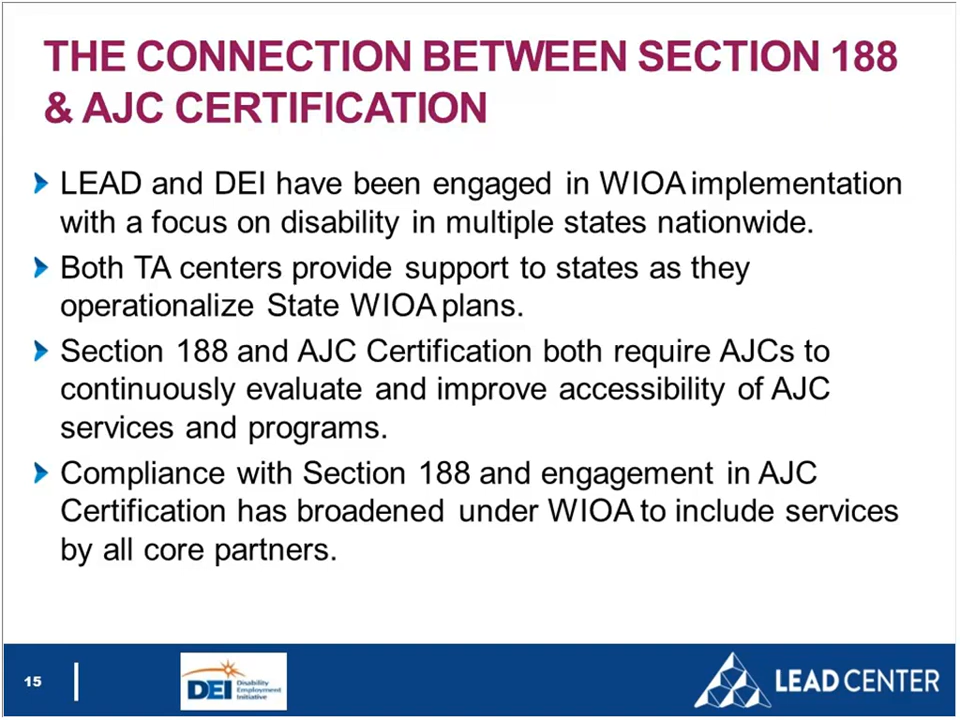 THE CONNECTION BETWEEN SECTION 188
& AJC CERTIFICATION
LEAD and DEI have been engaged in WIOA implementation
with a focus on disability in multiple states nationwide.
Both TA centers provide support to states as they
operationalize State WIOA plans.
Section 188 and AJC Certification both require AJCs to
continuously evaluate and improve accessibility of AJC
services and programs.
Compliance with Section 188 and engagement in AJC
Certification has broadened under WIOA to include services
by all core partners.
15
DEI Disability
Employment
Initiative
LEAD CENTER